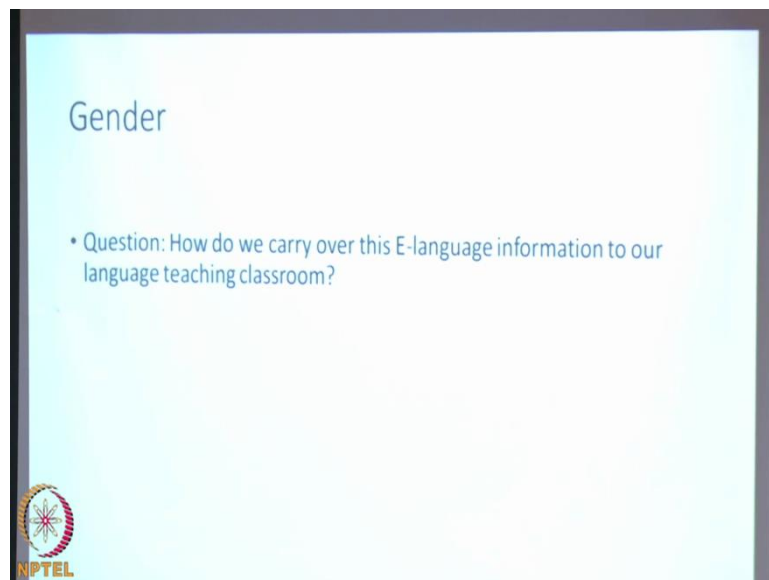 Gender
• Question: How do we carry over this E-language information to our
language teaching classroom?
NPTEL